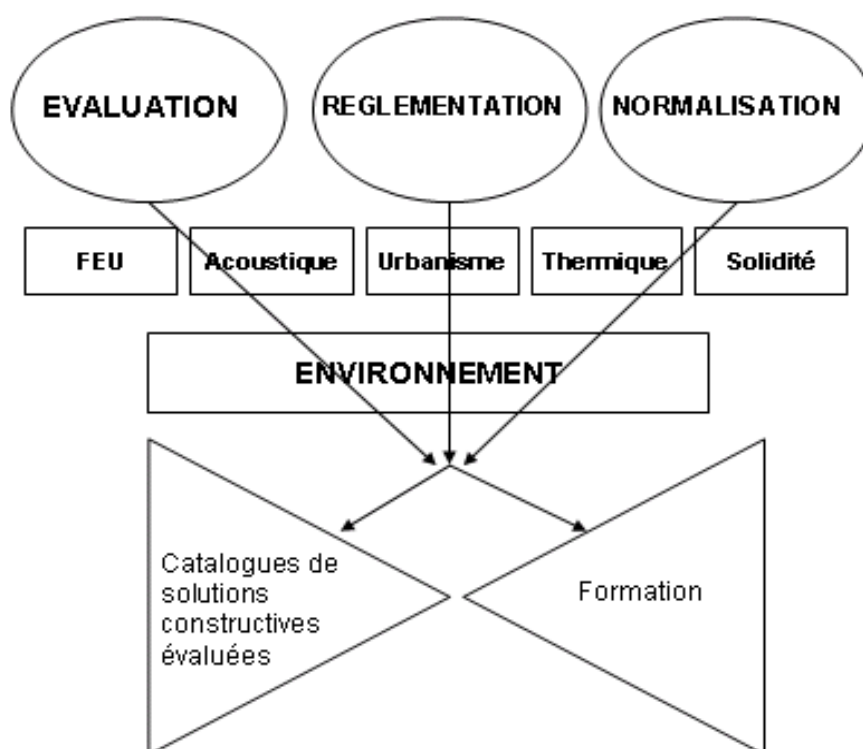 EVALUATION
REGLEMENTATION
NORMALISATION
FEU
Acoustique
Urbanisme
Thermique
Solidité
ENVIRONNEMENT
Catalogues de
solutions
constructives
évaluées
Formation